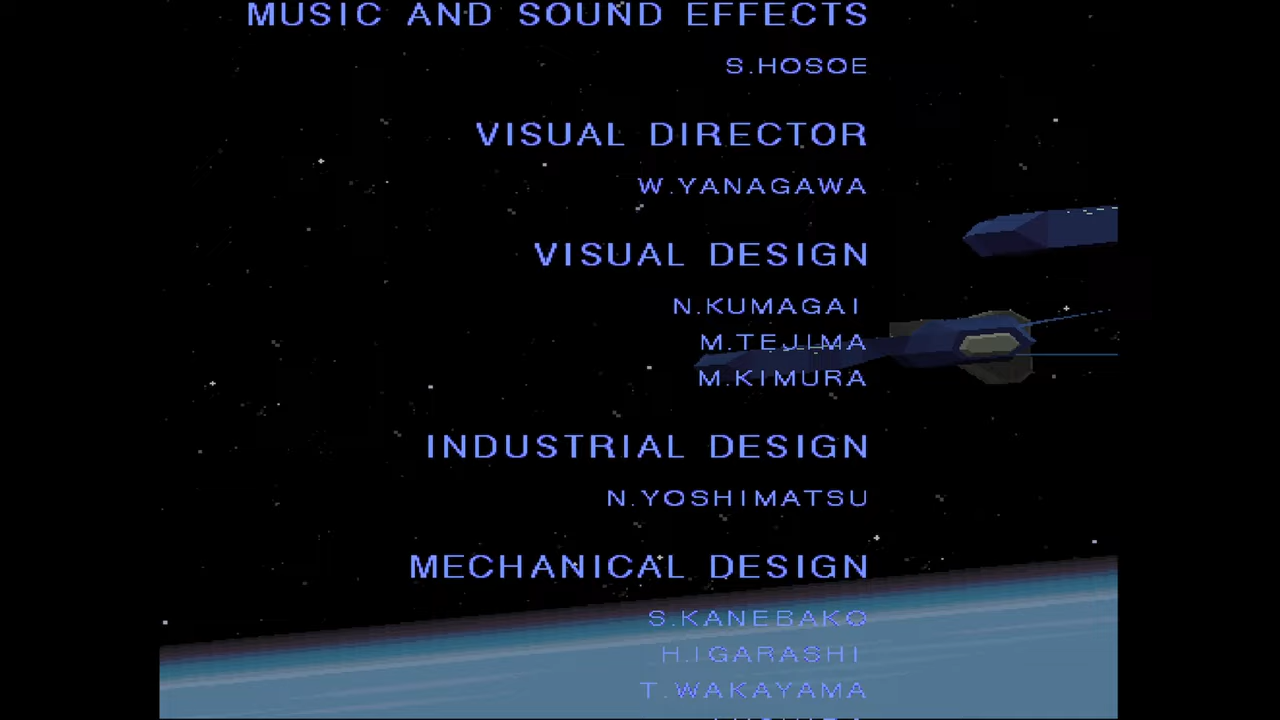 MUSIC AND SOUND EFFECTS
S.HOSOE
VISUAL DIRECTOR
W.YANAGAWA
VISUAL DESIGN
N.KUMAGAI
M.TEJIMA
M.KIMURA
INDUSTRIAL DESIGN
N.YOSHIMATSU
MECHANICAL DESIGN
S.KANEBAKO
H.IGARASHI
T.WAKAYAMA